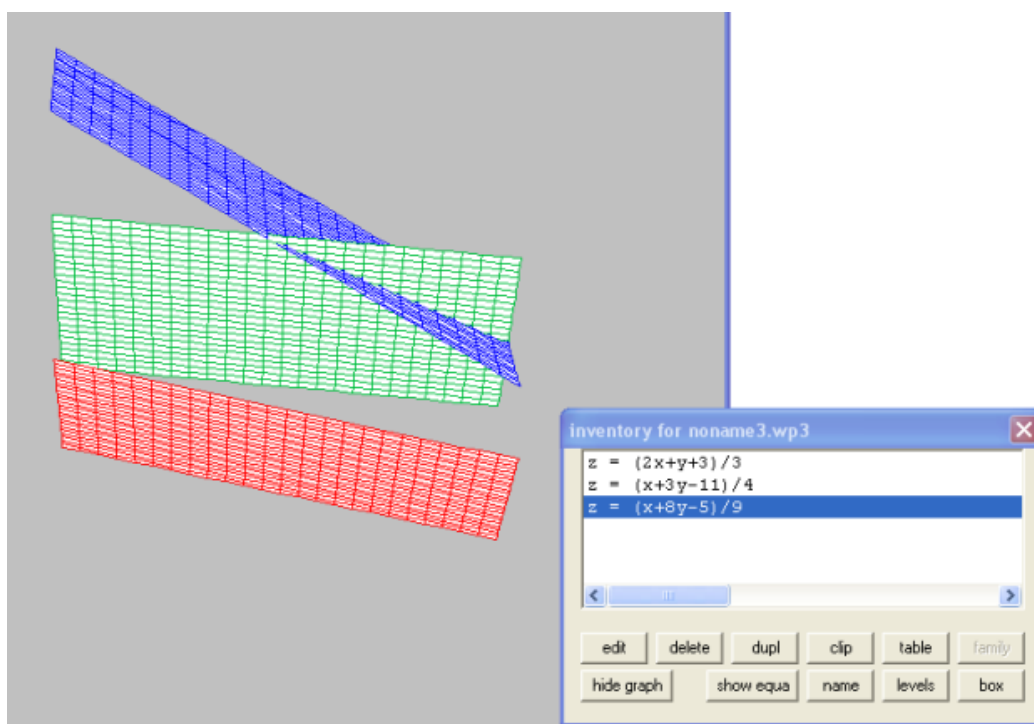 inventory for noname3.wp3
z = (2x+y+3)/3
z = (x+3y-11)/4
z = (x+8y-5)/9
edit delete dupl clip table family
hide graph show equa name levels box